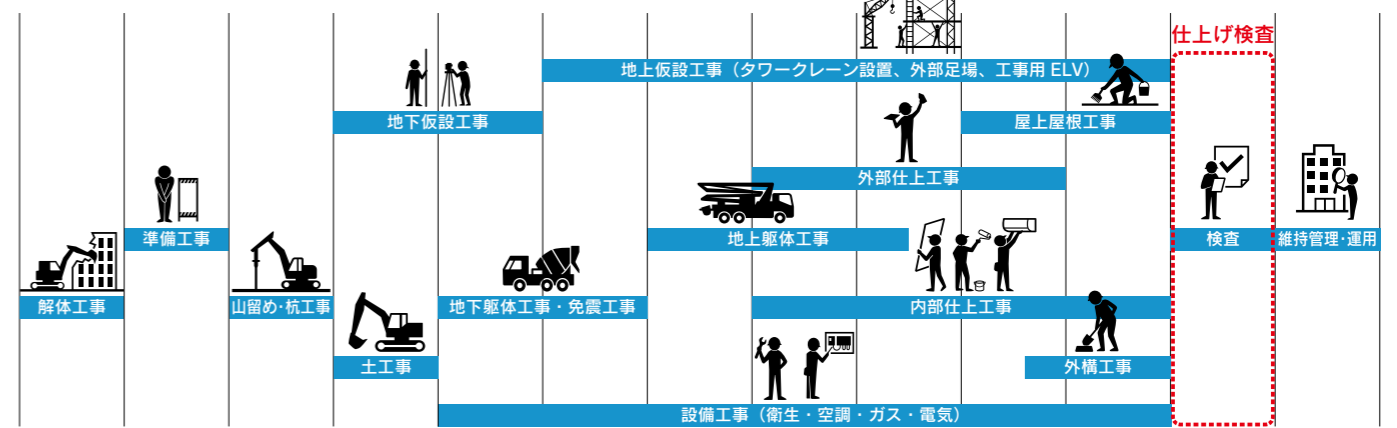 仕上げ検査
地上仮設工事（タワークレーン設置、外部足場、工事用 ELV）
地下仮設工事
屋上屋根工事
外部仕上工事
準備工事
地上躯体工事
検査
維持管理・運用
解体工事
山留め・杭工事
地下躯体工事・免震工事
内部仕上工事
土工事
外構工事
設備工事（衛生・空調・ガス・電気）